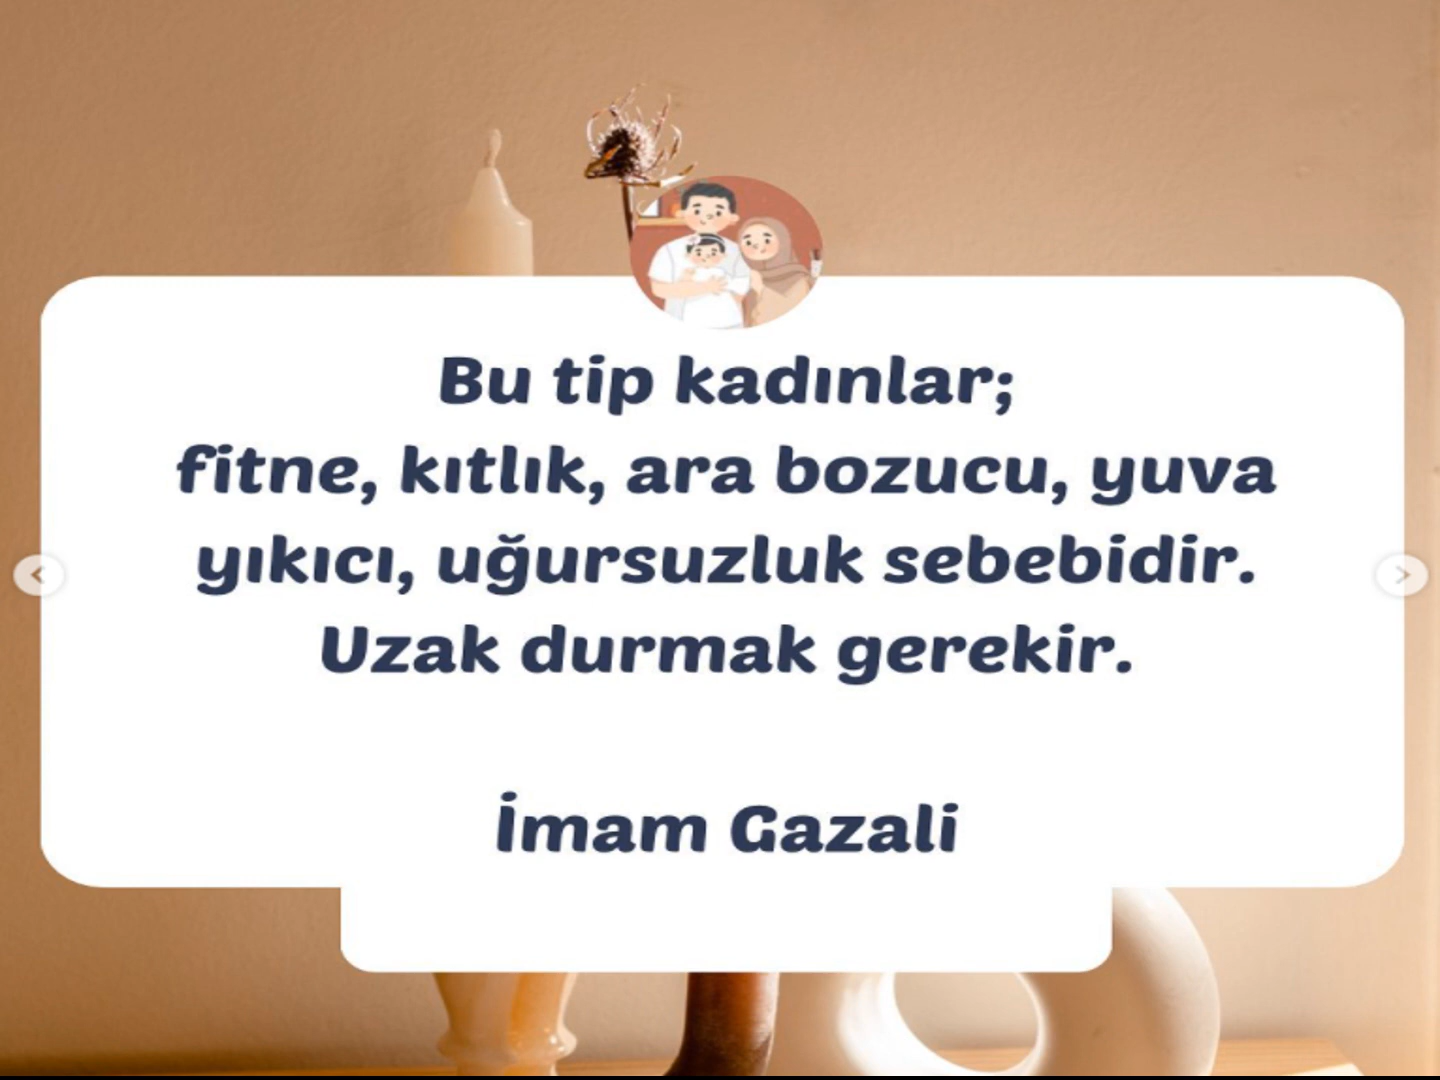 Bu tip kadınlar;
fitne, kıtlık, ara bozucu, yuva
yıkıcı, uğursuzluk sebebidir.
Uzak durmak gerekir.
İmam Gazali